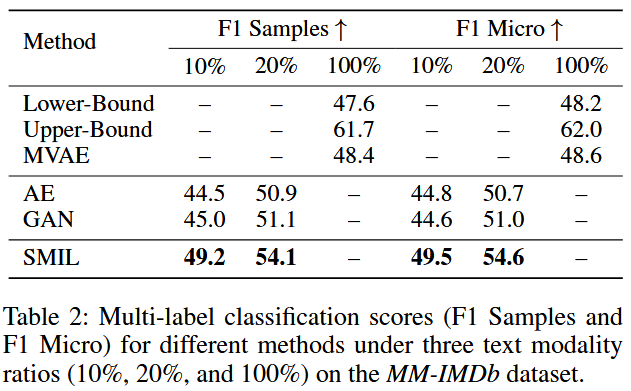 Method F1 Samples ↑ F1 Micro ↑
10% 20% 100% 10% 20% 100%
Lower-Bound – – 47.6 – – 48.2
Upper-Bound – – 61.7 – – 62.0
MVAE – – 48.4 – – 48.6
AE 44.5 50.9 – 44.8 50.7 –
GAN 45.0 51.1 – 44.6 51.0 –
SMIL 49.2 54.1 – 49.5 54.6 –
Table 2: Multi-label classification scores (F1 Samples and
F1 Micro) for different methods under three text modality
ratios (10%, 20%, and 100%) on the MM-IMDb dataset.